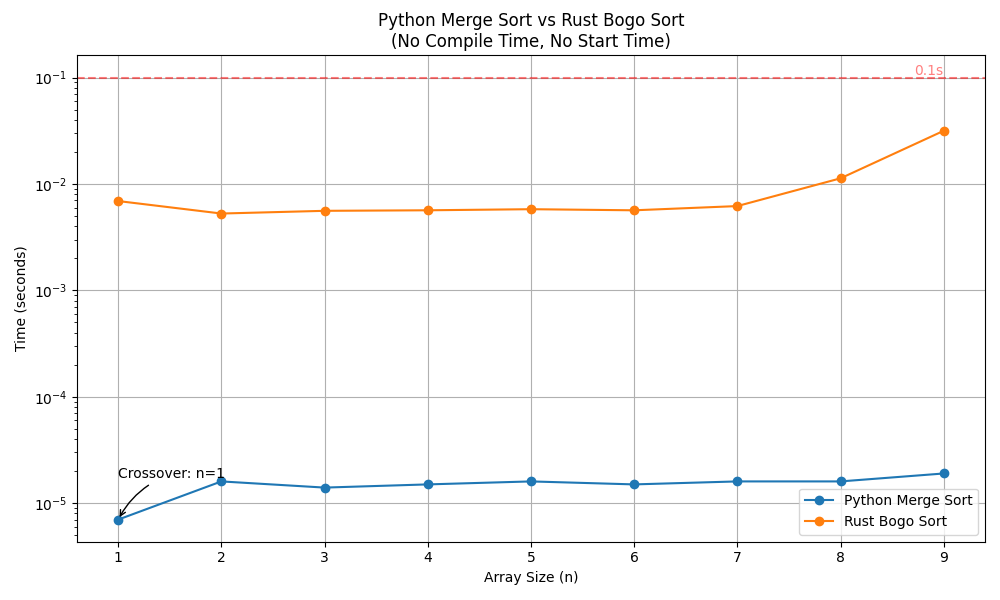 Python Merge Sort vs Rust Bogo Sort
(No Compile Time, No Start Time)
Time (seconds)
10⁻¹
10⁻²
10⁻³
10⁻⁴
10⁻⁵
0.1s
Crossover: n=1
Python Merge Sort
Rust Bogo Sort
1 2 3 4 5 6 7 8 9
Array Size (n)